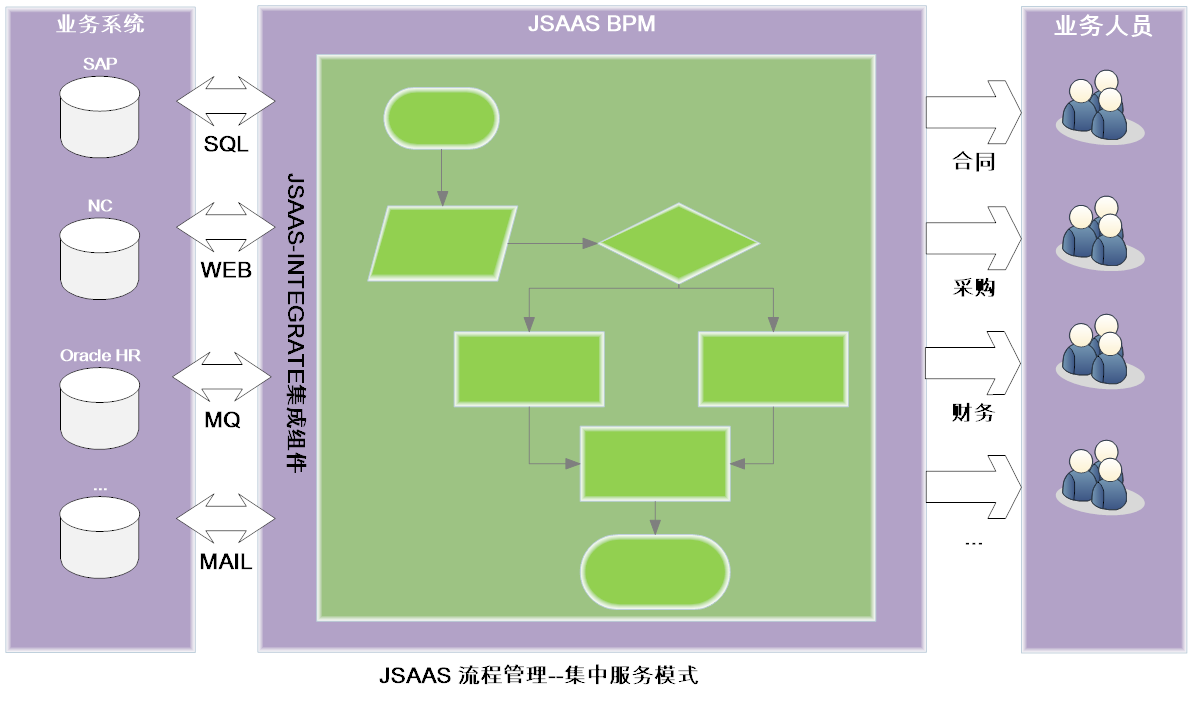 业务系统
SAP
NC
Oracle HR
...
SQL
WEB
MQ
MAIL
JSAAS BPM
JSAAS-INTEGRATE集成组件
合同
采购
财务
...
业务人员
JSAAS 流程管理--集中服务模式